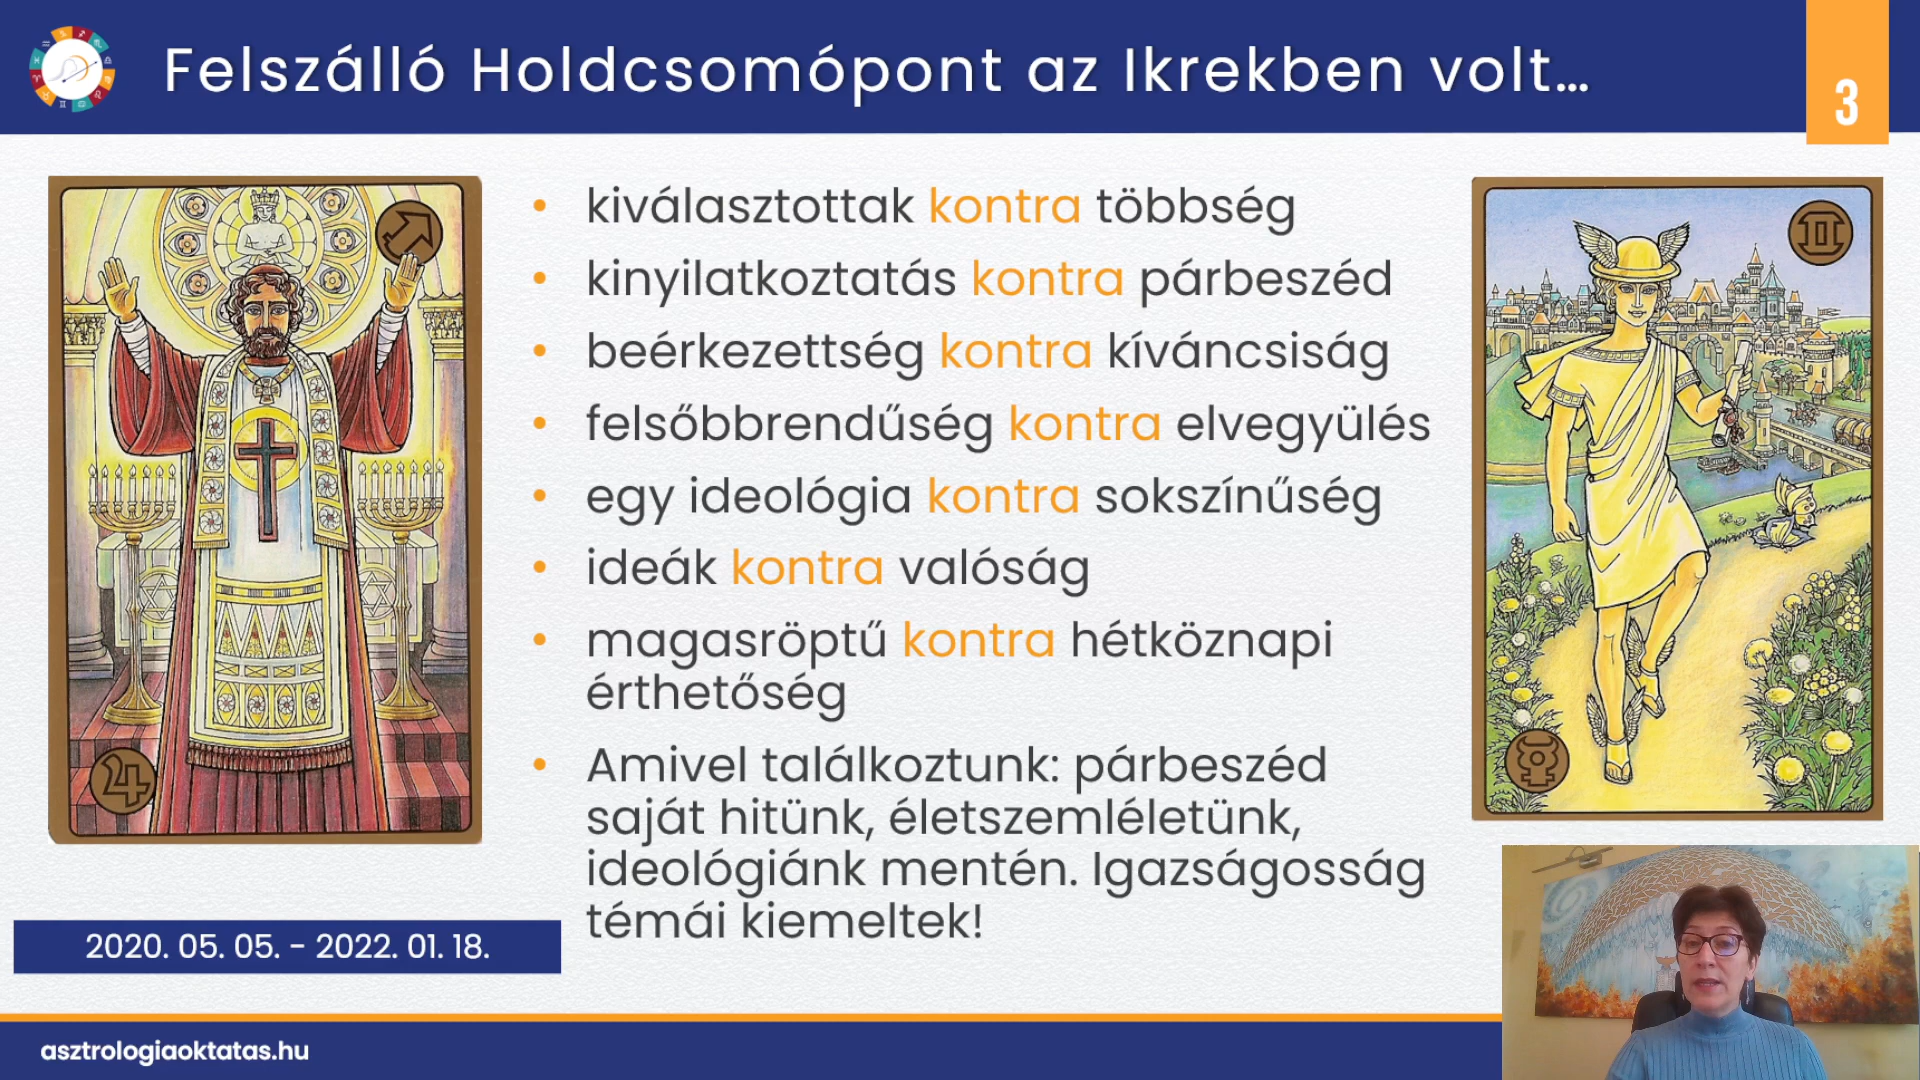 Felszálló Holdcsomópont az Ikrekben volt...
3
• kiválasztottak kontra többség
• kinyilatkoztatás kontra párbeszéd
• beérkezettség kontra kíváncsiság
• felsőbbrendűség kontra elvegyülés
• egy ideológia kontra sokszínűség
• ideák kontra valóság
• magasröptű kontra hétköznapi
érthetőség
• Amivel találkoztunk: párbeszéd
saját hitünk, életszemléletünk,
ideológiánk mentén. Igazságosság
témái kiemeltek!
2020. 05. 05. - 2022. 01. 18.
asztrologiaoktatas.hu